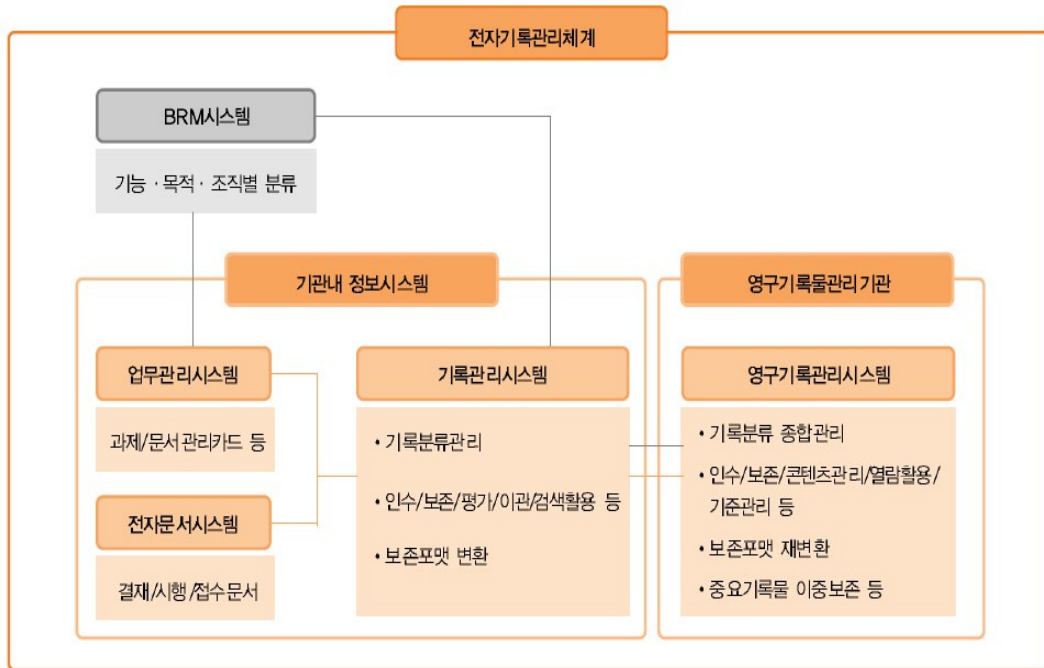 전자기록관리체계
BRM시스템
기능 · 목적 · 조직별 분류
기관내 정보시스템
업무관리시스템
과제/문서관리카드 등
전자문서시스템
결재/시행/접수문서
기록관리시스템
• 기록분류관리
• 인수/보존/평가/이관/검색활용 등
• 보존포맷 변환
영구기록물관리기관
영구기록관리시스템
• 기록분류 종합관리
• 인수/보존/콘텐츠관리/열람활용/
기준관리 등
• 보존포맷 재변환
• 중요기록물 이중보존 등